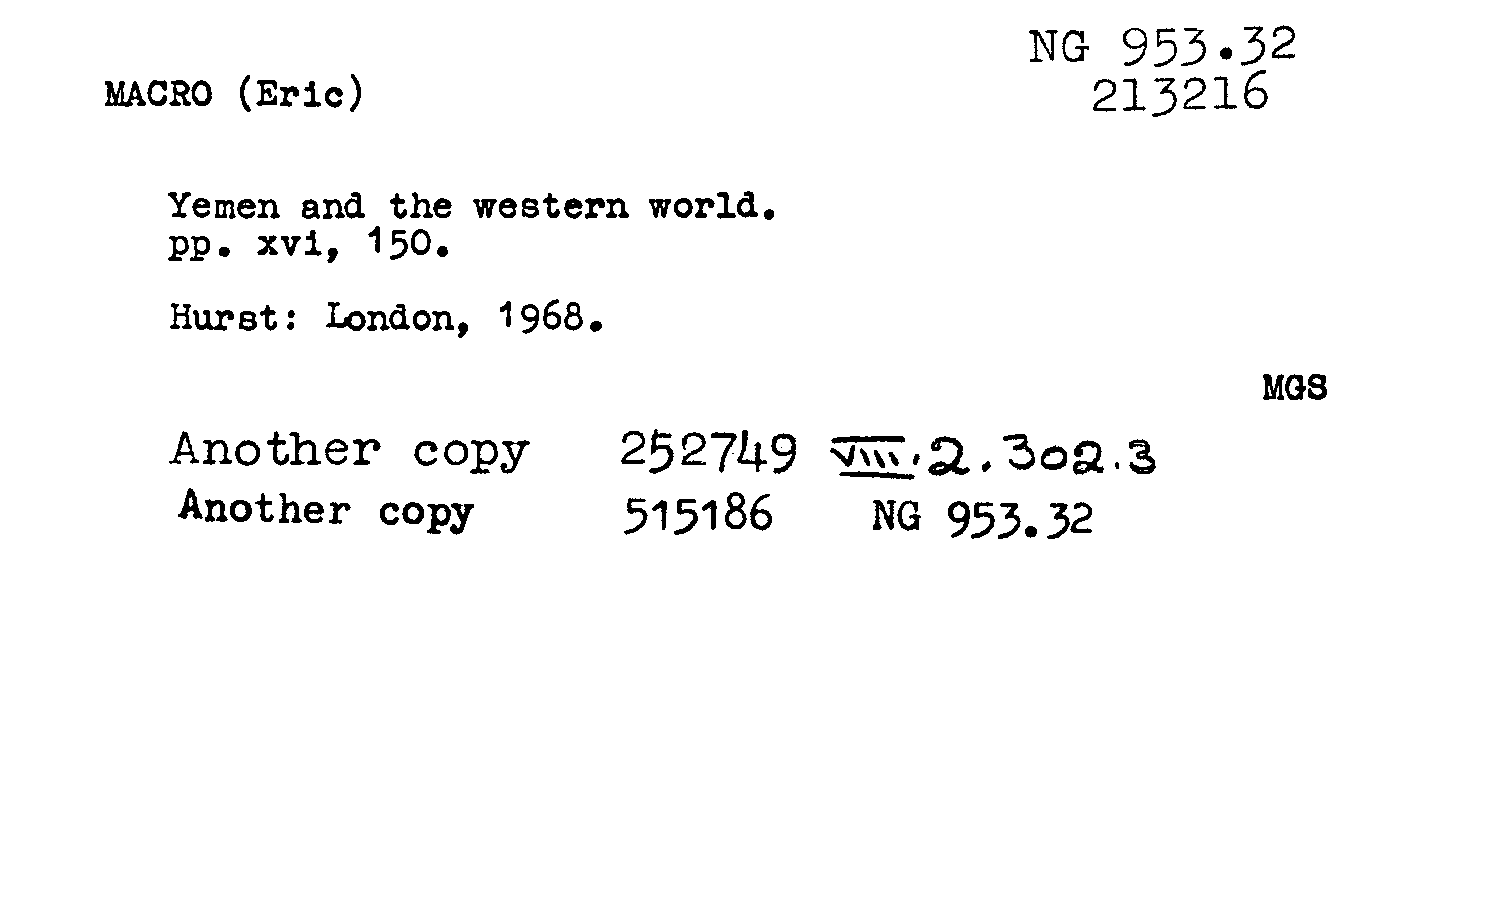 NG 953.32
MACRO (Eric)
213216
Yemen and the western world.
pp. xvi, 150.
Hurst: London, 1968.
MGS
Another copy 252749 VIII.2.302.3
Another copy 515186 NG 953.32